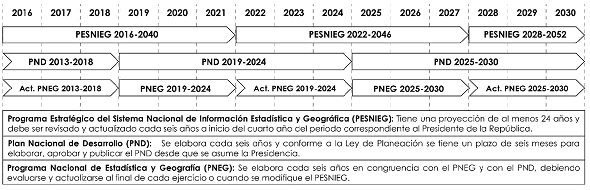 2016 2017 2018 2019 2020 2021 2022 2023 2024 2025 2026 2027 2028 2029 2030
PESNIEG 2016-2040 PESNIEG 2022-2046 PESNIEG 2028-2052
PND 2013-2018 PND 2019-2024 PND 2025-2030
Act. PNEG 2013-2018 PNEG 2019-2024 Act. PNEG 2019-2024 PNEG 2025-2030 Act. PNEG 2025-2030
Programa Estratégico del Sistema Nacional de Información Estadística y Geográfica (PESNIEG): Tiene una proyección de al menos 24 años y
debe ser revisado y actualizado cada seis años a inicio del cuarto año cel periodo correspondiente al Presidente de la República.
Plan Nacional de Desarrollo (PND): Se elabora cada seis años y conforme a la Ley de Planeación se tiene un plazo de seis meses para
elaborar, aprobar y publicar el PND desde que se asume la Presidencia.
Programa Nacional de Estadística y Geografía (PNEG): Se elabora cada seis años en congruencia con el PNEG y con el PND, debiendo
evaluarse y actualizarse al final de cada ejercicio o cuando se modifique el PESNIEG.